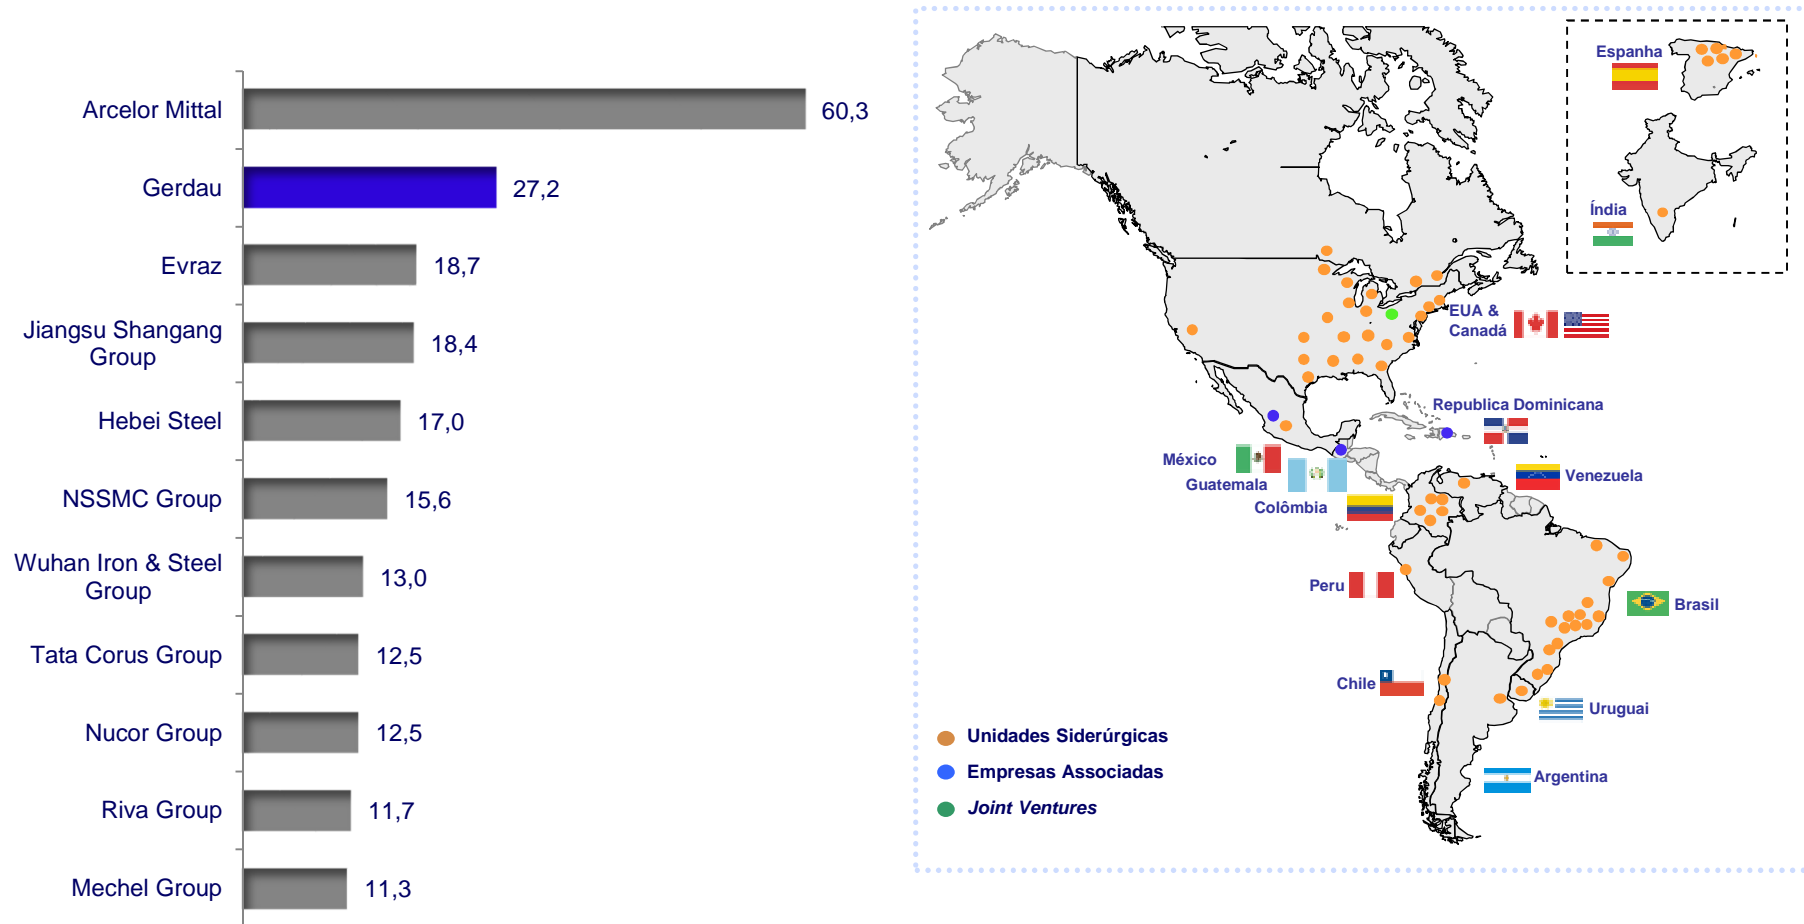 Arcelor Mittal
60,3
Gerdau
27,2
Evraz
18,7
Jiangsu Shangang
Group
18,4
Hebei Steel
17,0
NSSMC Group
15,6
Wuhan Iron & Steel
Group
13,0
Tata Corus Group
12,5
Nucor Group
12,5
Riva Group
11,7
Mechel Group
11,3
Espanha
Índia
EUA &
Canadá
Republica Dominicana
México
Guatemala
Colômbia
Venezuela
Peru
Brasil
Chile
Uruguai
Argentina
Unidades Siderúrgicas
Empresas Associadas
Joint Ventures